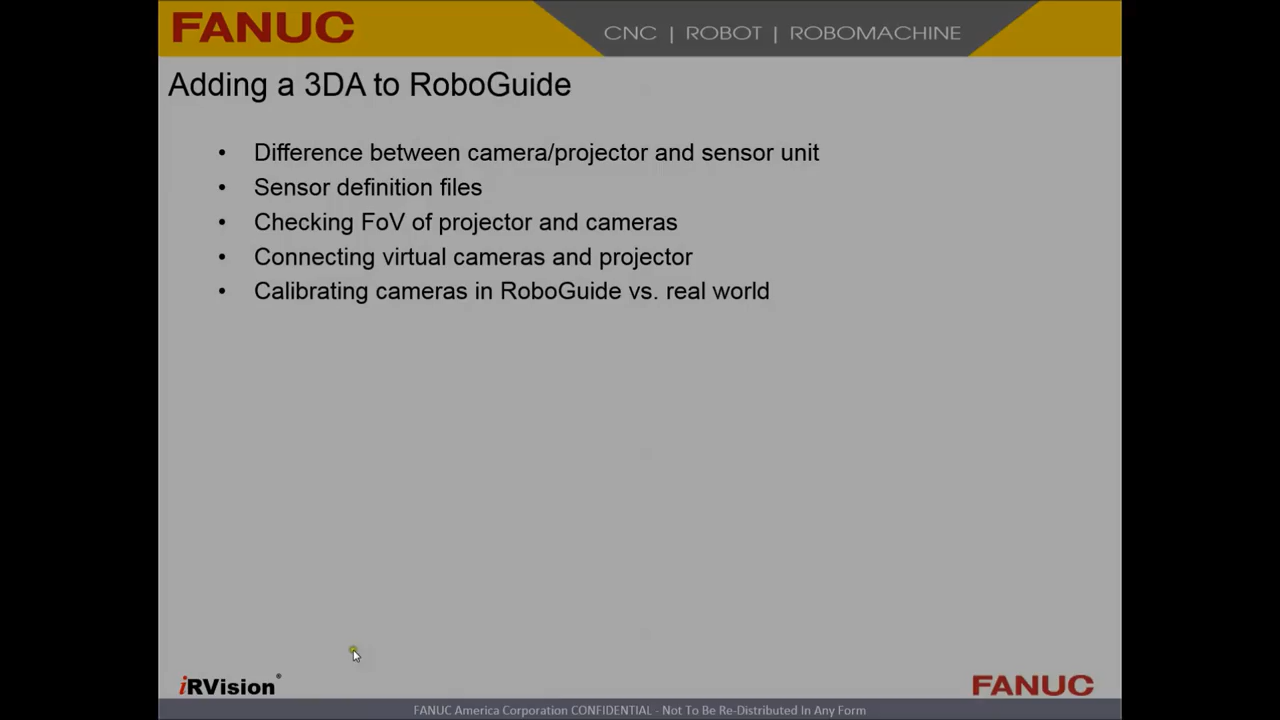 FANUC
CNC | ROBOT | ROBOMACHINE
Adding a 3DA to RoboGuide
• Difference between camera/projector and sensor unit
• Sensor definition files
• Checking FoV of projector and cameras
• Connecting virtual cameras and projector
• Calibrating cameras in RoboGuide vs. real world
iRVision®
FANUC
FANUC America Corporation CONFIDENTIAL - Not To Be Re-Distributed In Any Form